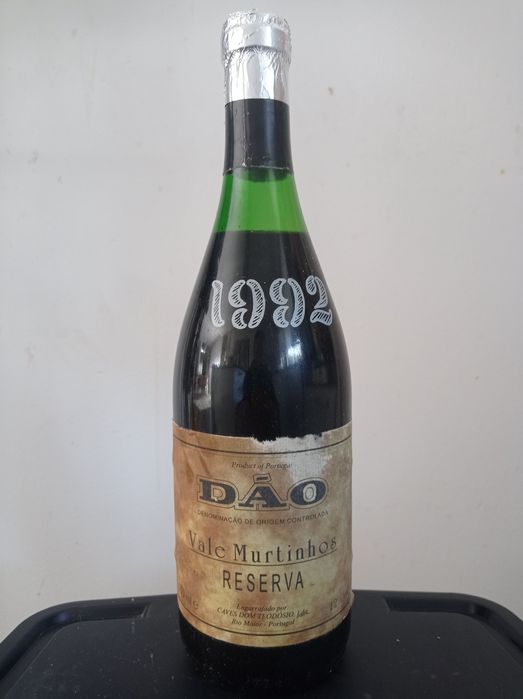 1992
Product of Portugal
DÃO
DENOMINAÇÃO DE ORIGEM CONTROLADA
Vale Murtinhos
RESERVA
Engarrafado por
CAVES DOM TEODÓSIO, Lda.
Rio Maior - Portugal